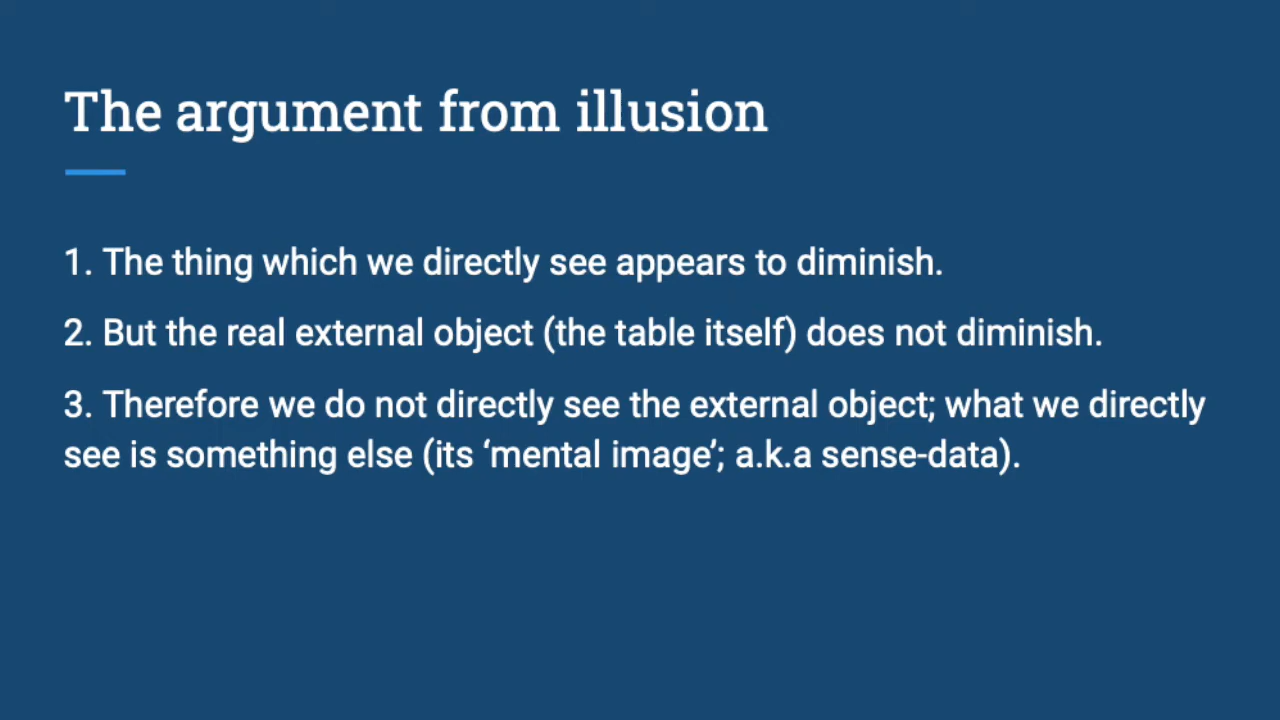 The argument from illusion
1. The thing which we directly see appears to diminish.
2. But the real external object (the table itself) does not diminish.
3. Therefore we do not directly see the external object; what we directly
see is something else (its ‘mental image’; a.k.a sense-data).